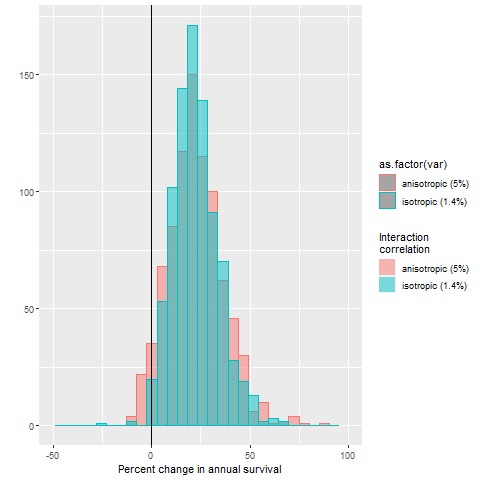 150
100
50
0
-50
0
50
100
Percent change in annual survival
as.factor(var)
anisotropic (5%)
isotropic (1.4%)
Interaction
correlation
anisotropic (5%)
isotropic (1.4%)